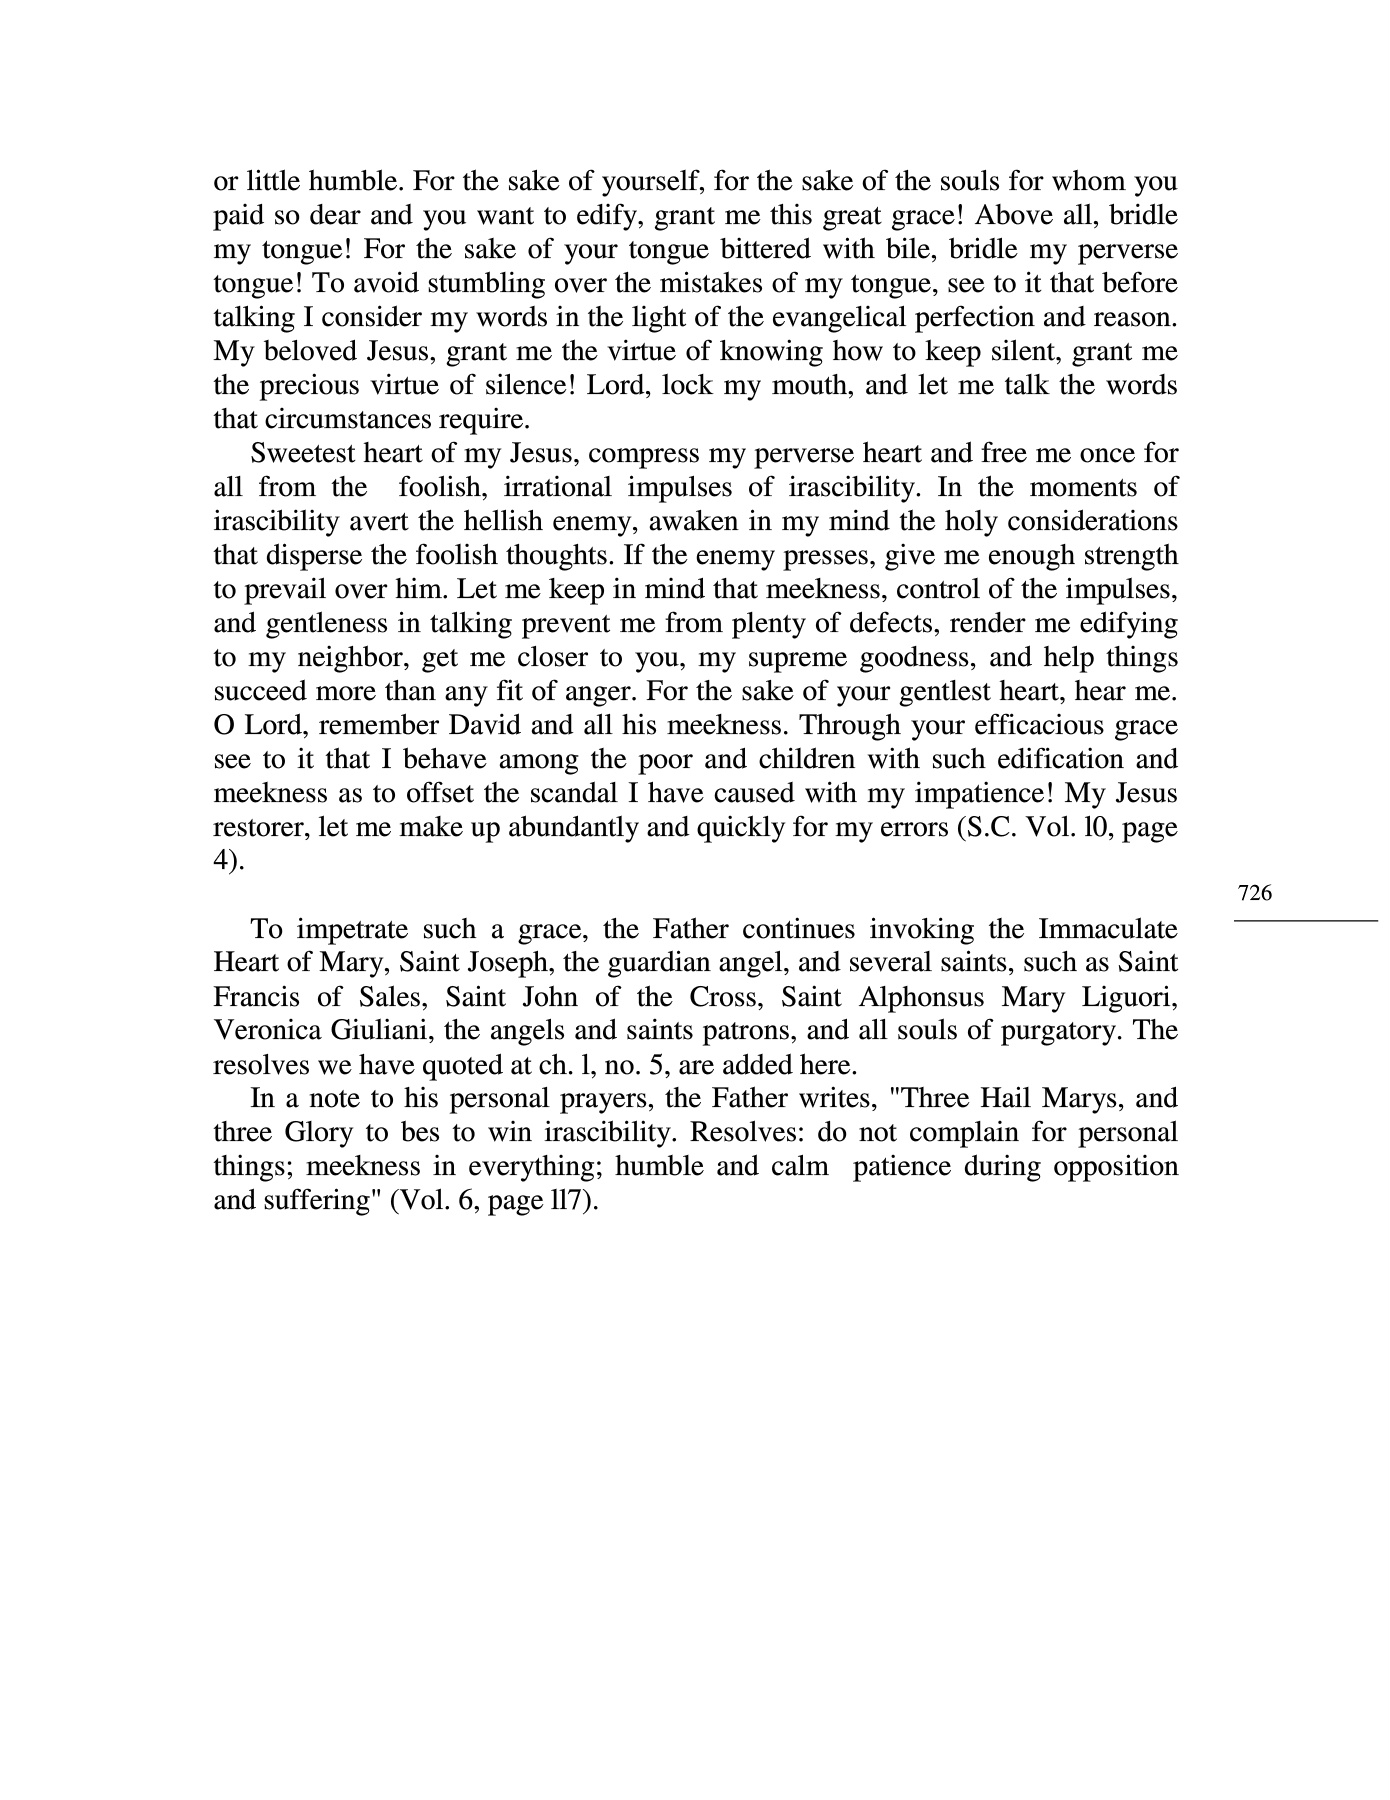 or little humble. For the sake of yourself, for the sake of the souls for whom you
paid so dear and you want to edify, grant me this great grace! Above all, bridle
my tongue! For the sake of your tongue bittered with bile, bridle my perverse
tongue! To avoid stumbling over the mistakes of my tongue, see to it that before
talking I consider my words in the light of the evangelical perfection and reason.
My beloved Jesus, grant me the virtue of knowing how to keep silent, grant me
the precious virtue of silence! Lord, lock my mouth, and let me talk the words
that circumstances require.
Sweetest heart of my Jesus, compress my perverse heart and free me once for
all from the foolish, irrational impulses of irascibility. In the moments of
irascibility avert the hellish enemy, awaken in my mind the holy considerations
that disperse the foolish thoughts. If the enemy presses, give me enough strength
to prevail over him. Let me keep in mind that meekness, control of the impulses,
and gentleness in talking prevent me from plenty of defects, render me edifying
to my neighbor, get me closer to you, my supreme goodness, and help things
succeed more than any fit of anger. For the sake of your gentlest heart, hear me.
O Lord, remember David and all his meekness. Through your efficacious grace
see to it that I behave among the poor and children with such edification and
meekness as to offset the scandal I have caused with my impatience! My Jesus
restorer, let me make up abundantly and quickly for my errors (S.C. Vol. l0, page
4).
726
To impetrate such a grace, the Father continues invoking the Immaculate
Heart of Mary, Saint Joseph, the guardian angel, and several saints, such as Saint
Francis of Sales, Saint John of the Cross, Saint Alphonsus Mary Liguori,
Veronica Giuliani, the angels and saints patrons, and all souls of purgatory. The
resolves we have quoted at ch. l, no. 5, are added here.
In a note to his personal prayers, the Father writes, "Three Hail Marys, and
three Glory to bes to win irascibility. Resolves: do not complain for personal
things; meekness in everything; humble and calm patience during opposition
and suffering" (Vol. 6, page ll7).